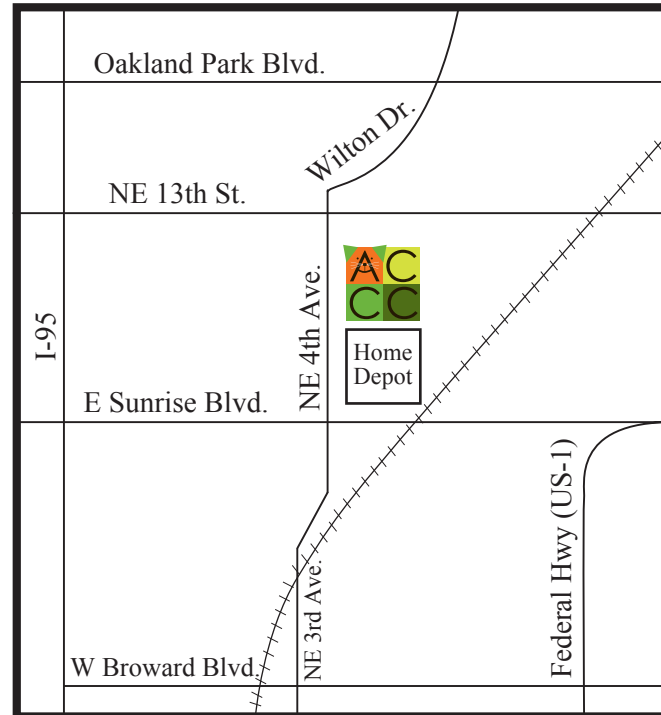 Oakland Park Blvd.
Wilton Dr.
NE 13th St.
A C
C C
NE 4th Ave.
I-95
Home
Depot
E Sunrise Blvd.
Federal Hwy (US-1)
NE 3rd Ave.
W Broward Blvd.